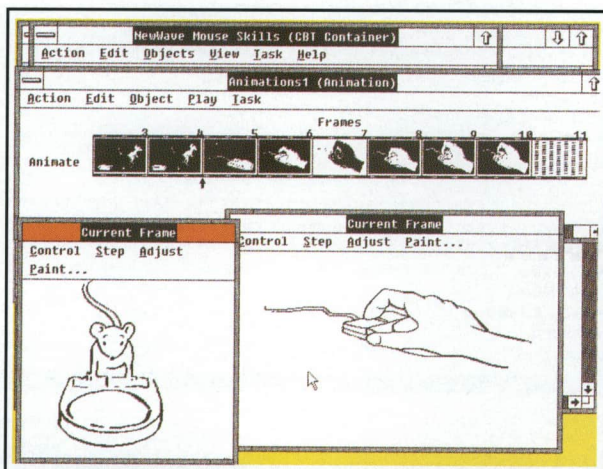 NewWave Mouse Skills (CBT Container)
Action Edit Objects View Task Help
Animations1 (Animation)
Action Edit Object Play Task
Frames
3 4 5 6 7 8 9 10 11
Animate
Current Frame
Control Step Adjust
Paint...
Current Frame
Control Step Adjust Paint...